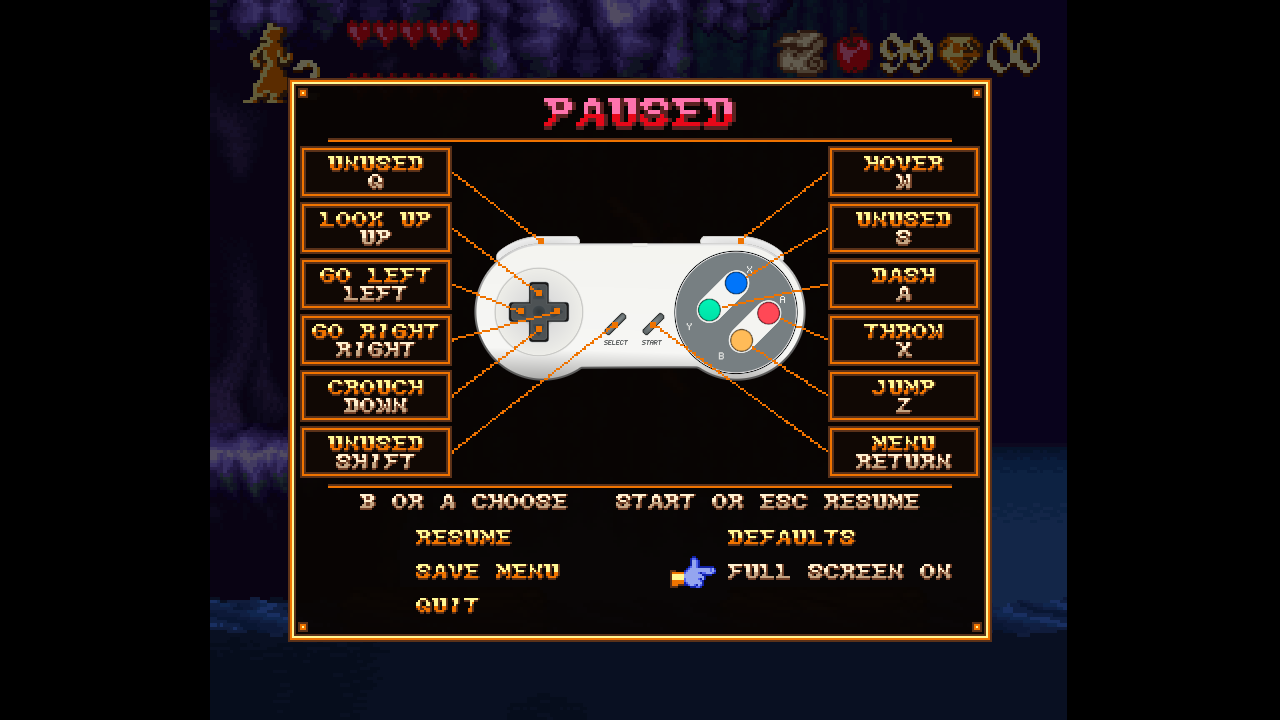 99 00
PAUSED
UNUSED
Q
LOOK UP
UP
GO LEFT
LEFT
GO RIGHT
RIGHT
CROUCH
DOWN
UNUSED
SHIFT
X
A
Y
B
SELECT START
HOVER
W
UNUSED
S
DASH
A
THROW
X
JUMP
Z
MENU
RETURN
B OR A CHOOSE START OR ESC RESUME
RESUME DEFAULTS
SAVE MENU FULL SCREEN ON
QUIT